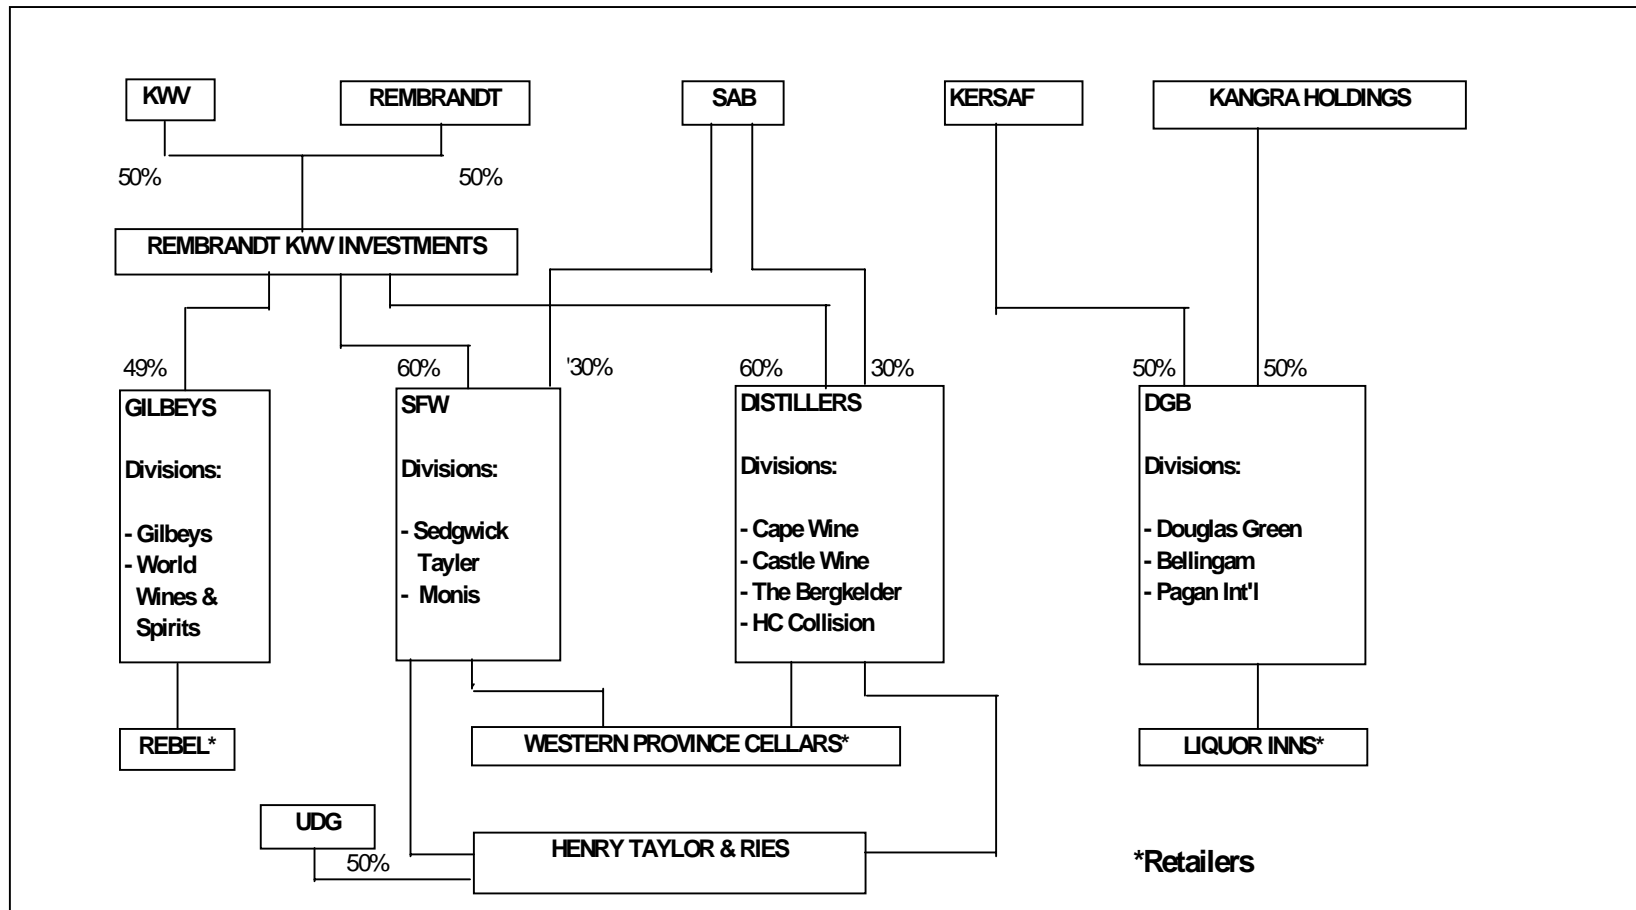 KWV
REMBRANDT
SAB
KERSAF
KANGRA HOLDINGS
50%
50%
REMBRANDT KWV INVESTMENTS
49%
60%
'30%
60%
30%
50%
50%
GILBEYS
Divisions:
- Gilbeys
- World
Wines &
Spirits
SFW
Divisions:
- Sedgwick
Tayler
- Monis
DISTILLERS
Divisions:
- Cape Wine
- Castle Wine
- The Bergkelder
- HC Collision
DGB
Divisions:
- Douglas Green
- Bellingam
- Pagan Int'l
REBEL*
WESTERN PROVINCE CELLARS*
LIQUOR INNS*
UDG
50%
HENRY TAYLOR & RIES
*Retailers